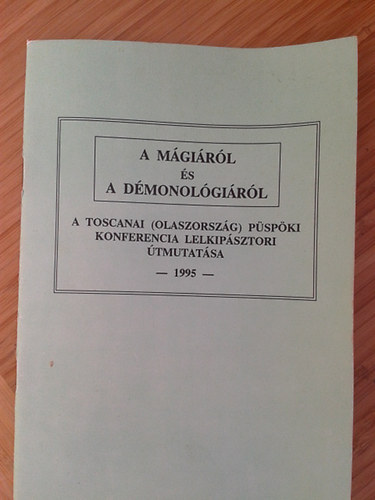 A MÁGIÁRÓL
ÉS
A DÉMONOLÓGIÁRÓL
A TOSCANAI (OLASZORSZÁG) PÜSPÖKI
KONFERENCIA LELKIPÁSZTORI
ÚTMUTATÁSA
— 1995 —